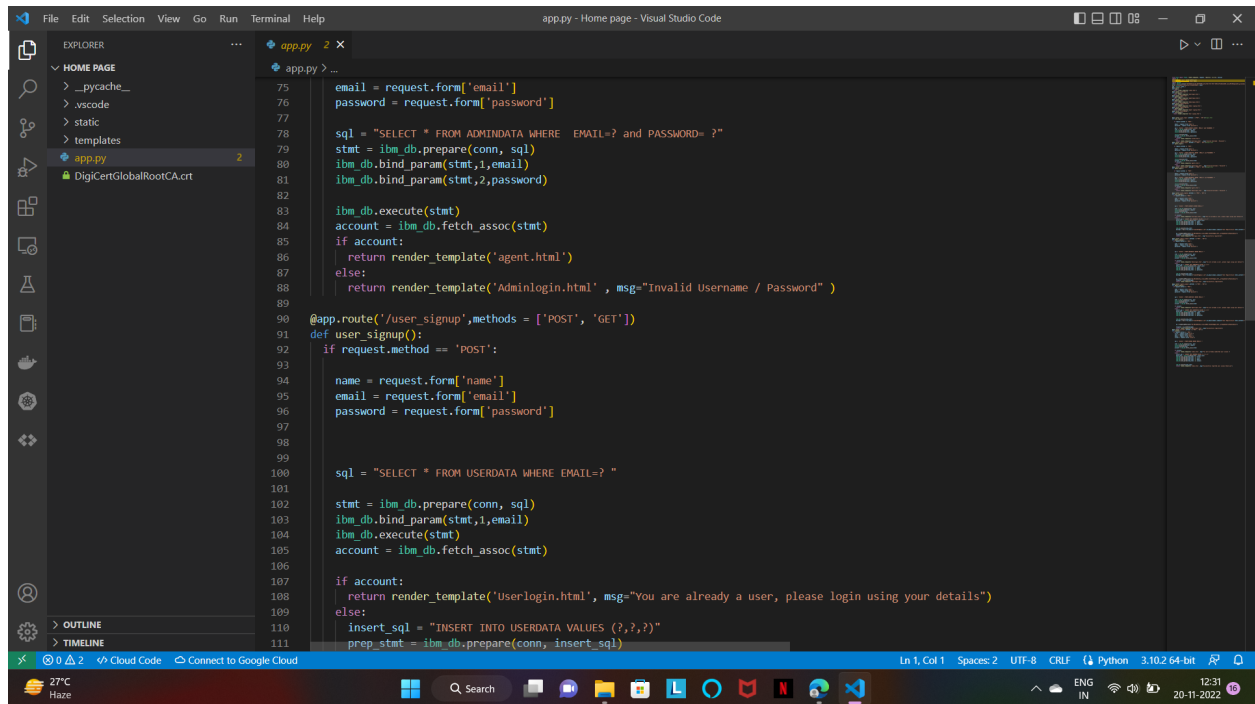 File Edit Selection View Go Run Terminal Help
app.py - Home page - Visual Studio Code
EXPLORER
HOME PAGE
__pycache__
.vscode
static
templates
app.py 2
DigiCertGlobalRootCA.crt
OUTLINE
TIMELINE
app.py 2
app.py > ...
75 email = request.form['email']
76 password = request.form['password']
77
78 sql = "SELECT * FROM ADMINDATA WHERE  EMAIL=? and PASSWORD= ?"
79 stmt = ibm_db.prepare(conn, sql)
80 ibm_db.bind_param(stmt,1,email)
81 ibm_db.bind_param(stmt,2,password)
82
83 ibm_db.execute(stmt)
84 account = ibm_db.fetch_assoc(stmt)
85 if account:
86 return render_template('agent.html')
87 else:
88 return render_template('Adminlogin.html' , msg="Invalid Username / Password" )
89
90 @app.route('/user_signup',methods = ['POST', 'GET'])
91 def user_signup():
92 if request.method == 'POST':
93
94 name = request.form['name']
95 email = request.form['email']
96 password = request.form['password']
97
98
99
100 sql = "SELECT * FROM USERDATA WHERE EMAIL=? "
101
102 stmt = ibm_db.prepare(conn, sql)
103 ibm_db.bind_param(stmt,1,email)
104 ibm_db.execute(stmt)
105 account = ibm_db.fetch_assoc(stmt)
106
107 if account:
108 return render_template('Userlogin.html', msg="You are already a user, please login using your details")
109 else:
110 insert_sql = "INSERT INTO USERDATA VALUES (?,?,?)"
111 prep_stmt = ibm_db.prepare(conn, insert_sql)
0 2 Cloud Code Connect to Google Cloud
Ln 1, Col 1 Spaces: 2 UTF-8 CRLF Python 3.10.2 64-bit
27°C
Haze
Search
ENG
IN
12:31
20-11-2022
16